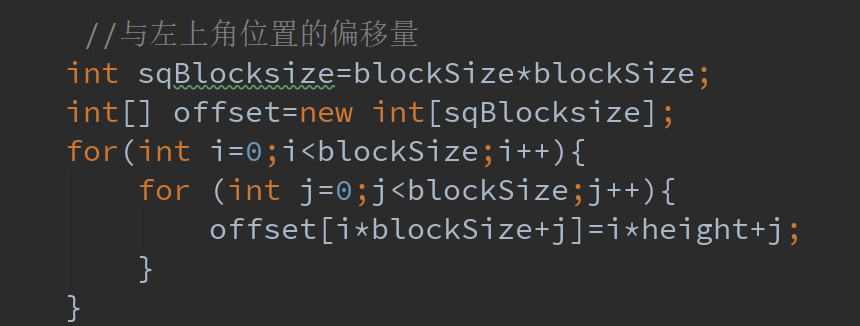 //与左上角位置的偏移量
int sqBlocksize=blockSize*blockSize;
int[] offset=new int[sqBlocksize];
for(int i=0;i<blockSize;i++){
    for (int j=0;j<blockSize;j++){
        offset[i*blockSize+j]=i*height+j;
    }
}